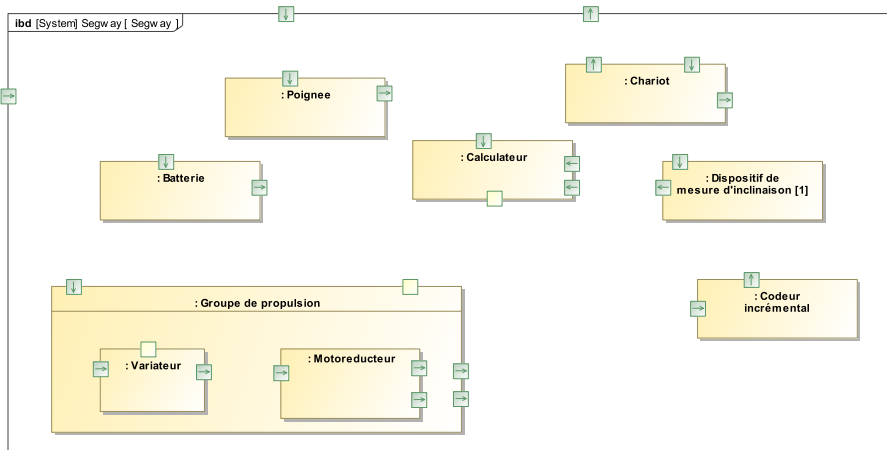 ibd [System] Segway [ Segway ]
: Poignee
: Chariot
: Calculateur
: Batterie
: Dispositif de
mesure d'inclinaison [1]
: Groupe de propulsion
: Codeur
incrémental
: Variateur
: Motoreducteur